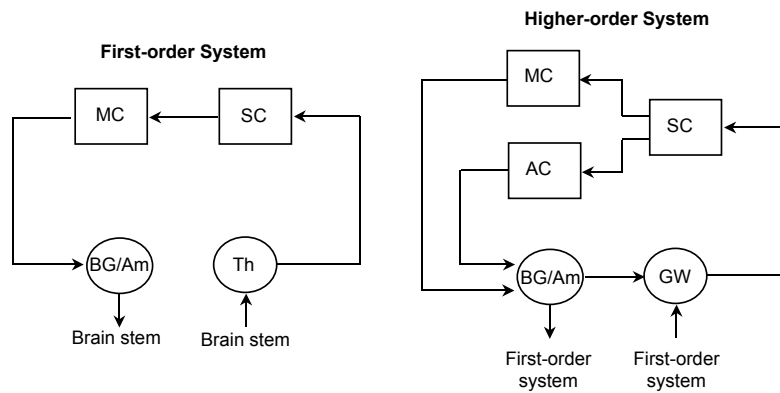 Higher-order System
First-order System
MC
SC
BG/Am
Th
Brain stem
Brain stem
MC
SC
AC
BG/Am
GW
First-order
system
First-order
system